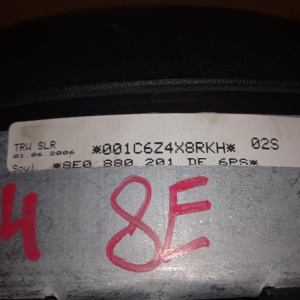 TRW SLR *001C6Z4X8RKH* 02S
01.06.2006
Soul *8E0 880 201 DE 6PS*
4 8E